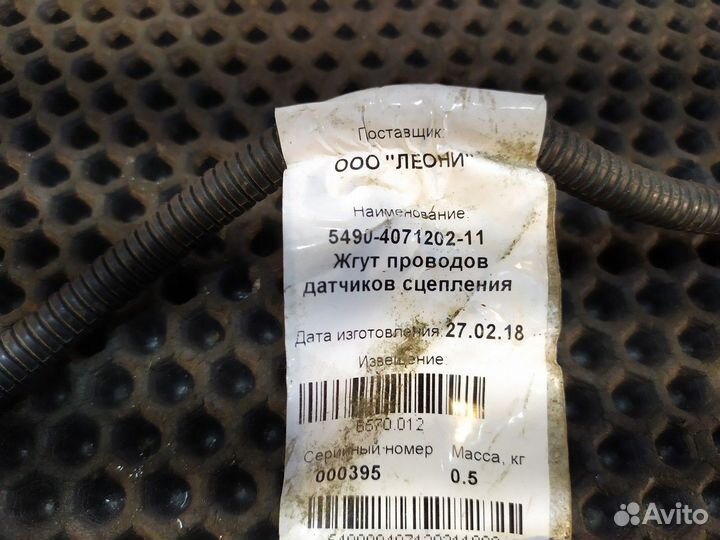 Поставщик:
ООО "ЛЕОНИ"
Наименование:
5490-4071202-11
Жгут проводов
датчиков сцепления
Дата изготовления: 27.02.18
Извещение:
Серийный номер Масса, кг
000395 0.5
Avito